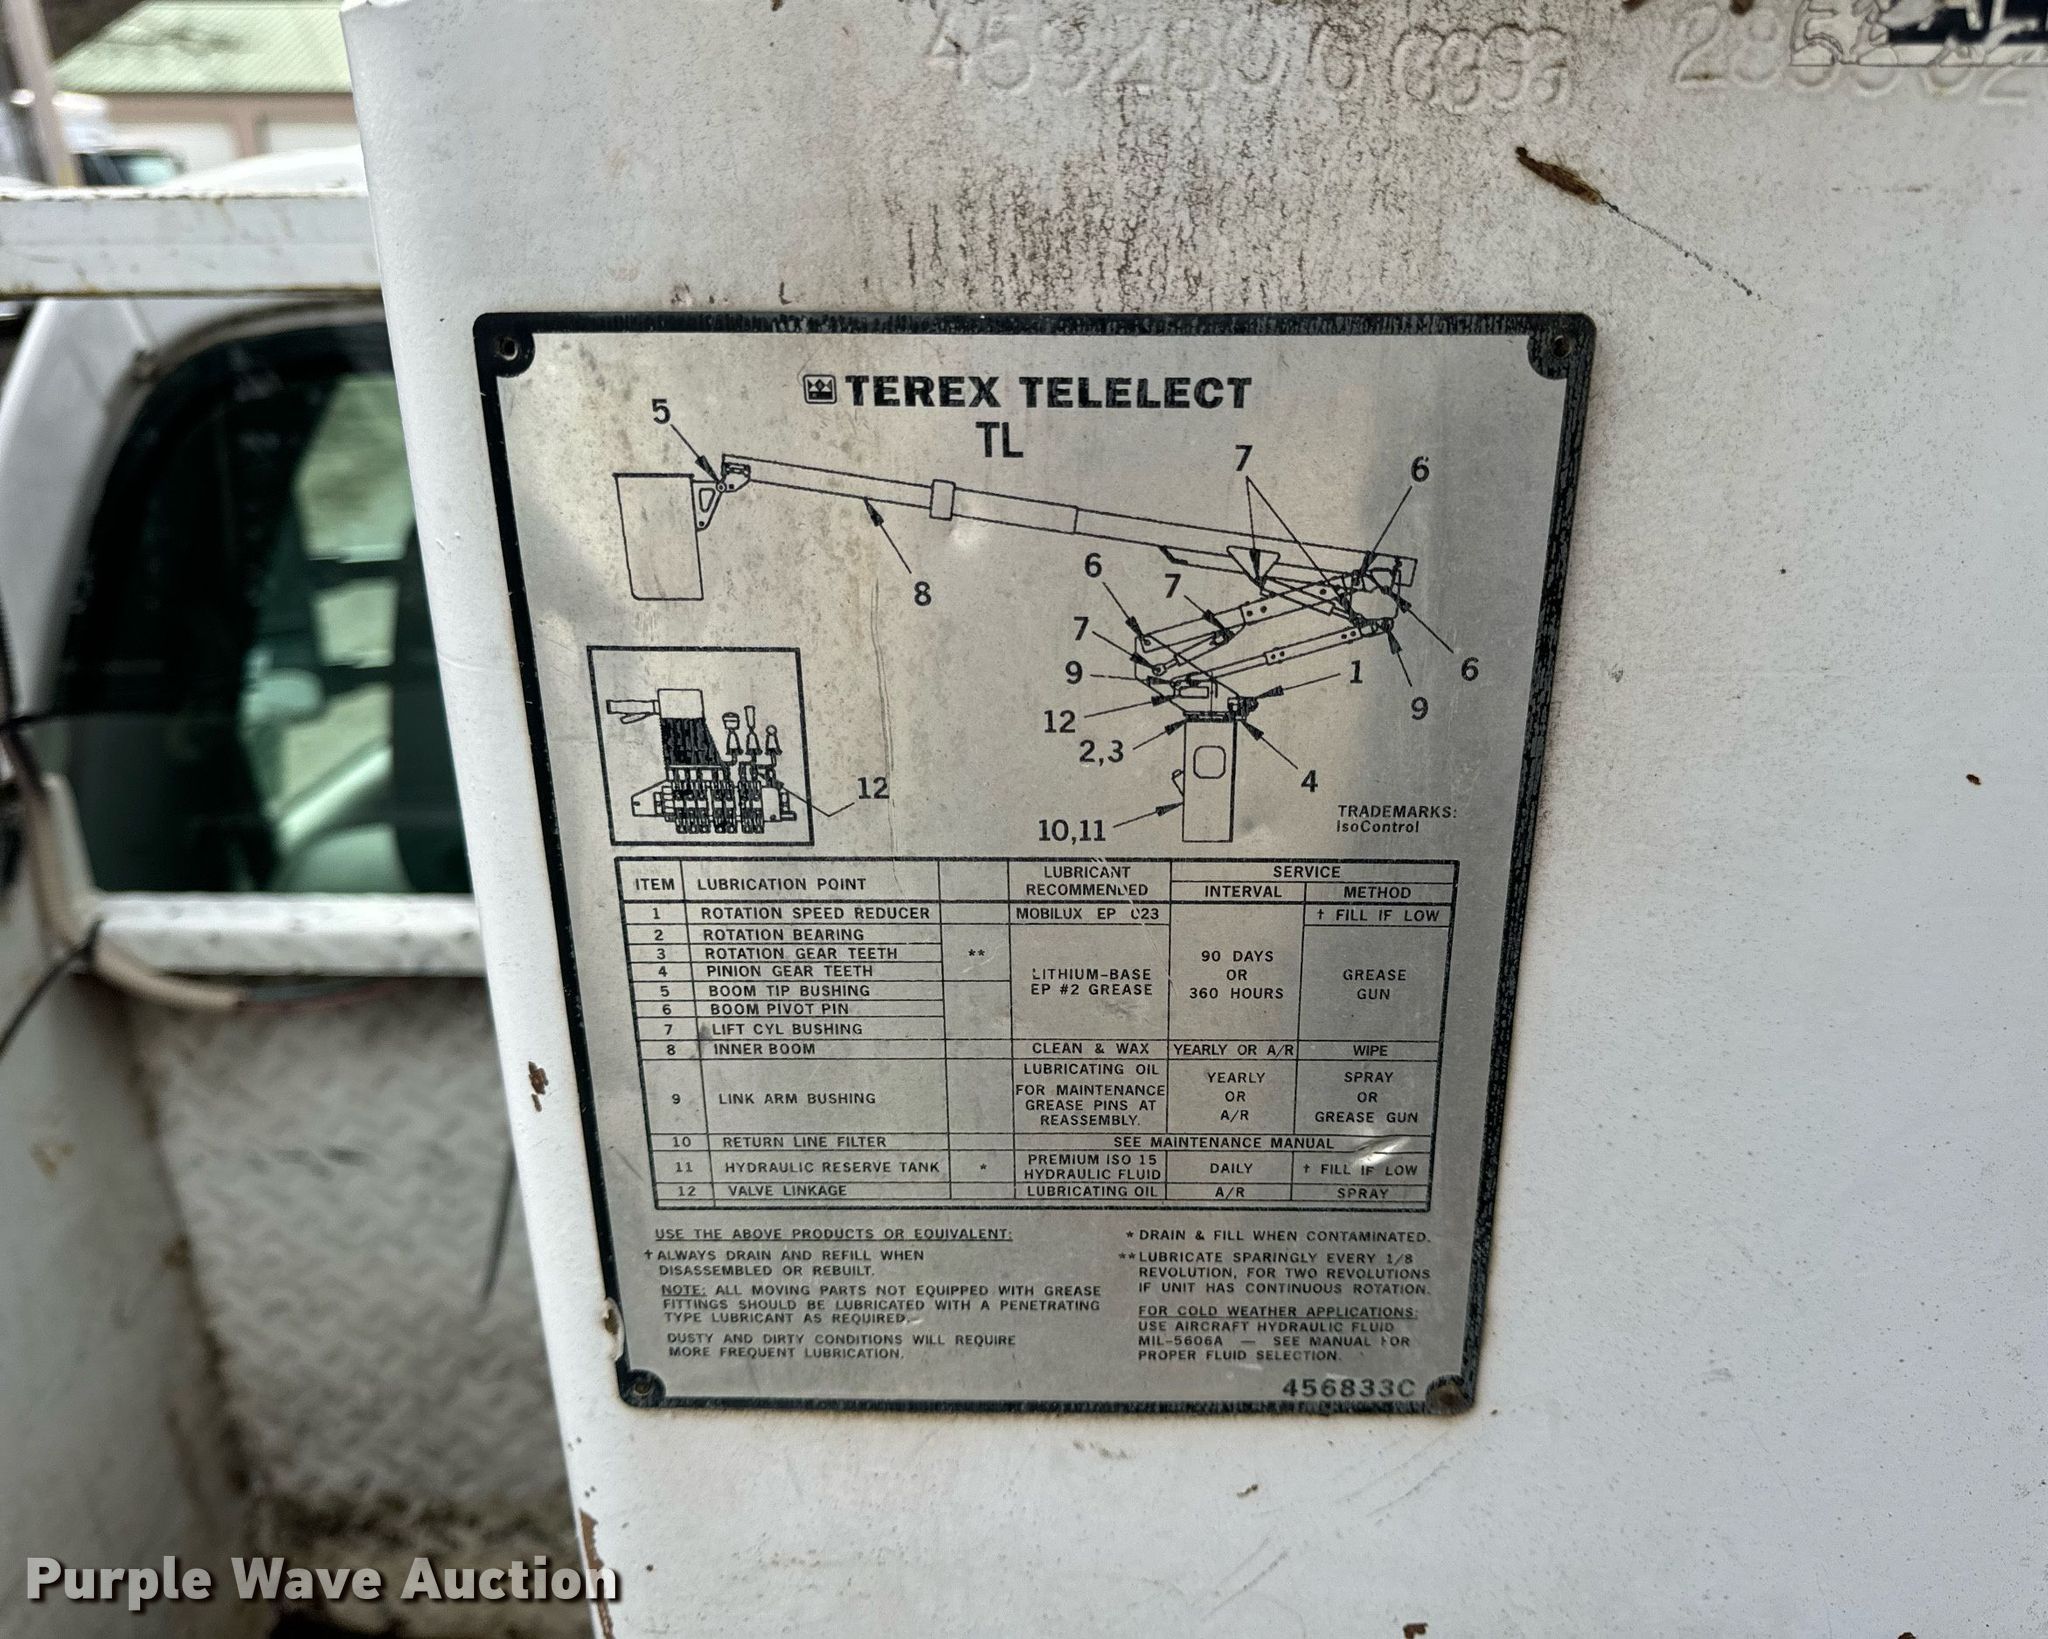 TEREX TELELECT
TL
5
7
6
8
6
7
7
9
1
6
9
12
2,3
4
10,11
12
TRADEMARKS:
IsoControl
ITEM LUBRICATION POINT LUBRICANT RECOMMENDED SERVICE
INTERVAL METHOD
1 ROTATION SPEED REDUCER MOBILUX EP 023 † FILL IF LOW
2 ROTATION BEARING
3 ROTATION GEAR TEETH **
4 PINION GEAR TEETH
5 BOOM TIP BUSHING
6 BOOM PIVOT PIN
7 LIFT CYL BUSHING
LITHIUM-BASE
EP #2 GREASE
90 DAYS
OR
360 HOURS
GREASE
GUN
8 INNER BOOM CLEAN & WAX YEARLY OR A/R WIPE
9 LINK ARM BUSHING
LUBRICATING OIL
FOR MAINTENANCE
GREASE PINS AT
REASSEMBLY.
YEARLY
OR
A/R
SPRAY
OR
GREASE GUN
10 RETURN LINE FILTER SEE MAINTENANCE MANUAL
11 HYDRAULIC RESERVE TANK * PREMIUM ISO 15
HYDRAULIC FLUID DAILY † FILL IF LOW
12 VALVE LINKAGE LUBRICATING OIL A/R SPRAY
USE THE ABOVE PRODUCTS OR EQUIVALENT:
† ALWAYS DRAIN AND REFILL WHEN
DISASSEMBLED OR REBUILT.
NOTE: ALL MOVING PARTS NOT EQUIPPED WITH GREASE
FITTINGS SHOULD BE LUBRICATED WITH A PENETRATING
TYPE LUBRICANT AS REQUIRED.
DUSTY AND DIRTY CONDITIONS WILL REQUIRE
MORE FREQUENT LUBRICATION.
* DRAIN & FILL WHEN CONTAMINATED.
** LUBRICATE SPARINGLY EVERY 1/8
REVOLUTION, FOR TWO REVOLUTIONS
IF UNIT HAS CONTINUOUS ROTATION.
FOR COLD WEATHER APPLICATIONS:
USE AIRCRAFT HYDRAULIC FLUID
MIL-5606A — SEE MANUAL FOR
PROPER FLUID SELECTION.
456833C
Purple Wave Auction